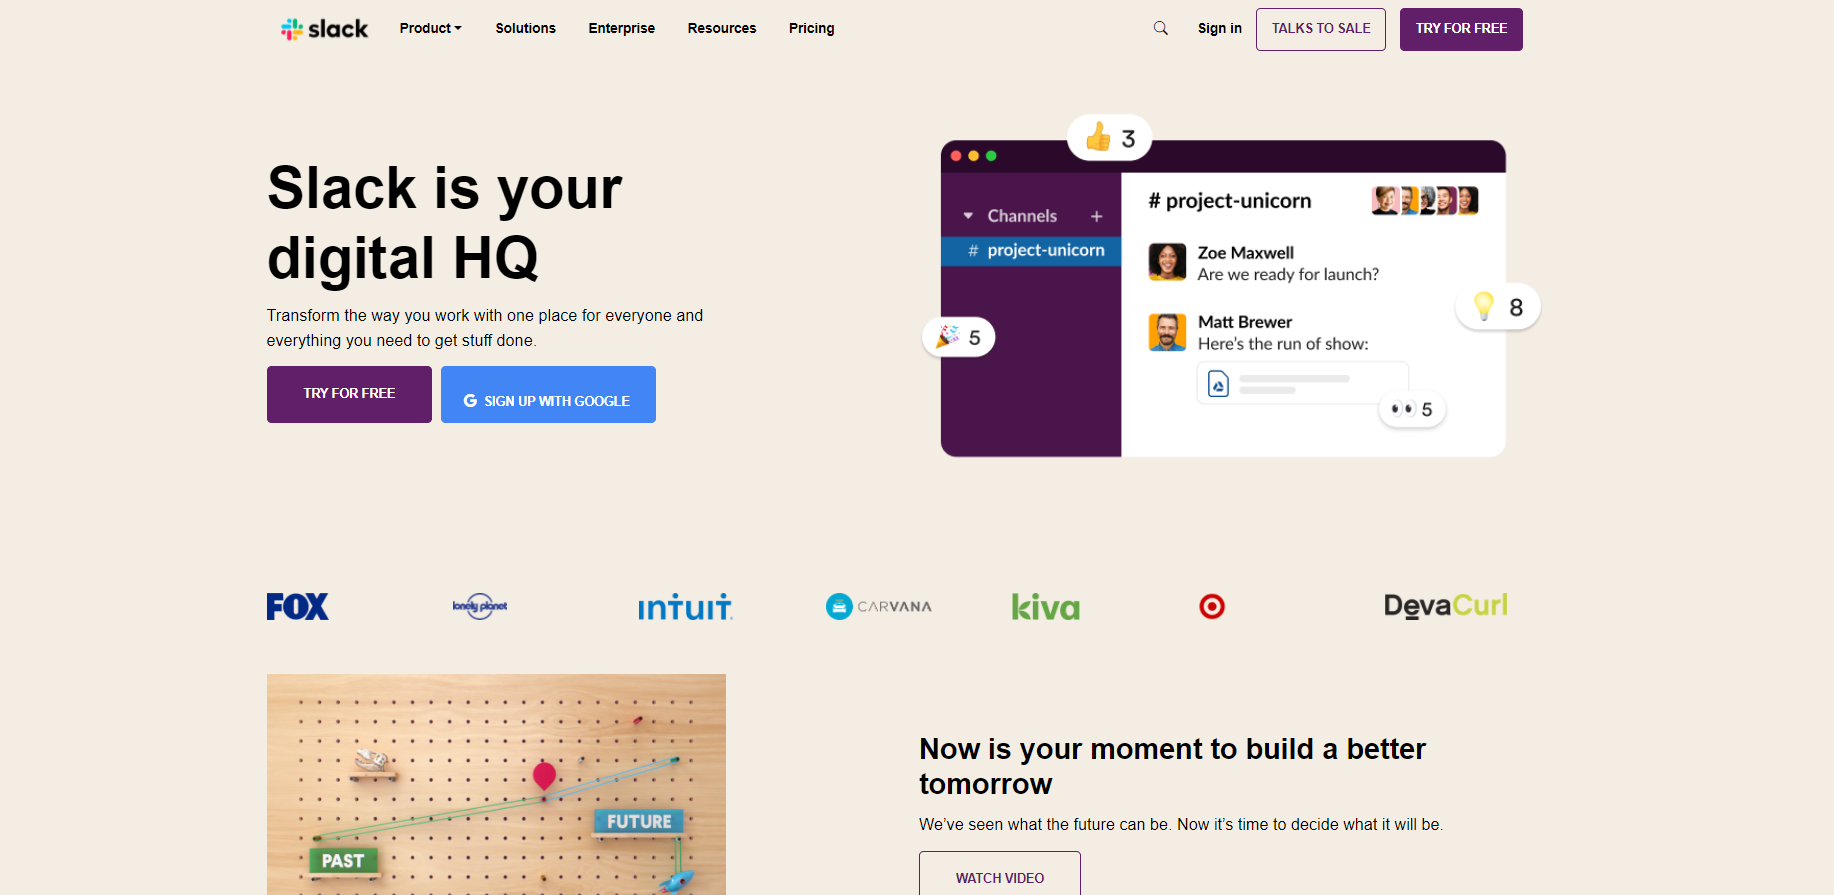 slack Product Solutions Enterprise Resources Pricing Sign in TALKS TO SALE TRY FOR FREE
Slack is your
digital HQ
Transform the way you work with one place for everyone and
everything you need to get stuff done.
TRY FOR FREE
G SIGN UP WITH GOOGLE
3
Channels +
# project-unicorn
# project-unicorn
Zoe Maxwell
Are we ready for launch?
Matt Brewer
Here's the run of show:
5
8
5
FOX
lonely planet
intuit.
CARVANA
kiva
DevaCurl
FUTURE
PAST
Now is your moment to build a better
tomorrow
We've seen what the future can be. Now it's time to decide what it will be.
WATCH VIDEO